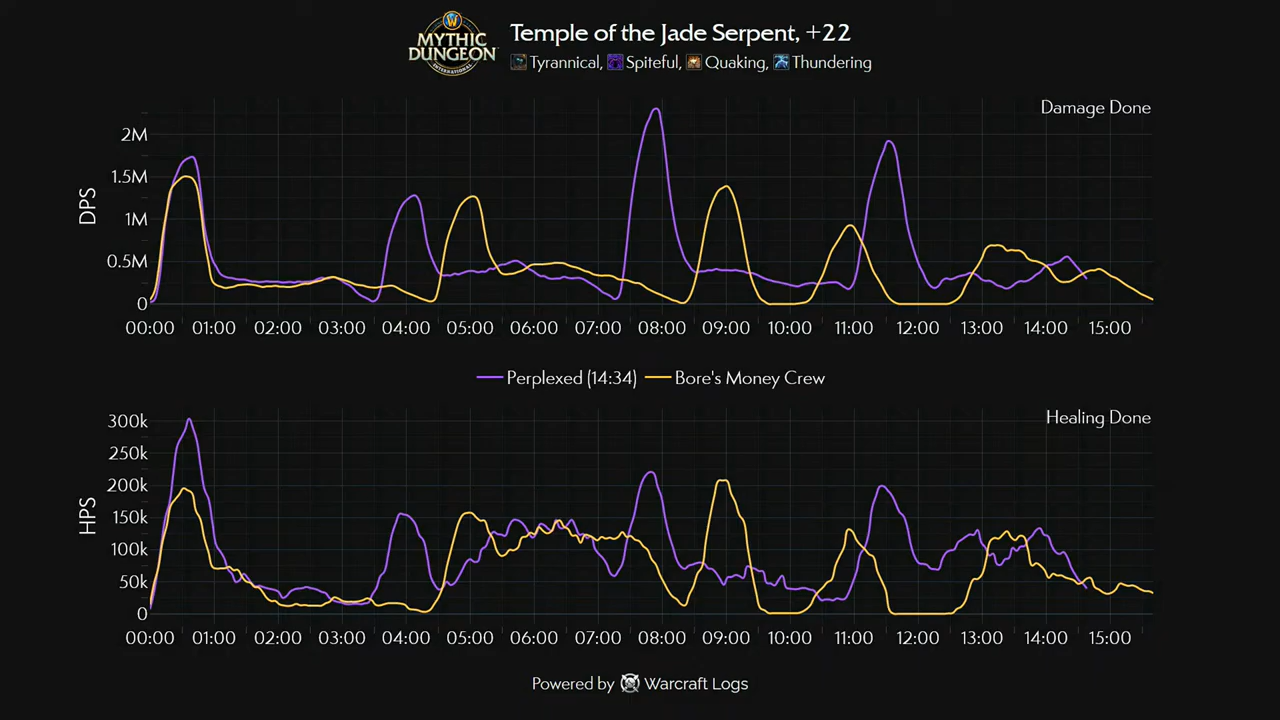 W
MYTHIC
DUNGEON
INTERNATIONAL
Temple of the Jade Serpent, +22
Tyrannical, Spiteful, Quaking, Thundering
Damage Done
DPS
2M
1.5M
1M
0.5M
0
00:00 01:00 02:00 03:00 04:00 05:00 06:00 07:00 08:00 09:00 10:00 11:00 12:00 13:00 14:00 15:00
Perplexed (14:34) Bore's Money Crew
Healing Done
HPS
300k
250k
200k
150k
100k
50k
0
00:00 01:00 02:00 03:00 04:00 05:00 06:00 07:00 08:00 09:00 10:00 11:00 12:00 13:00 14:00 15:00
Powered by Warcraft Logs